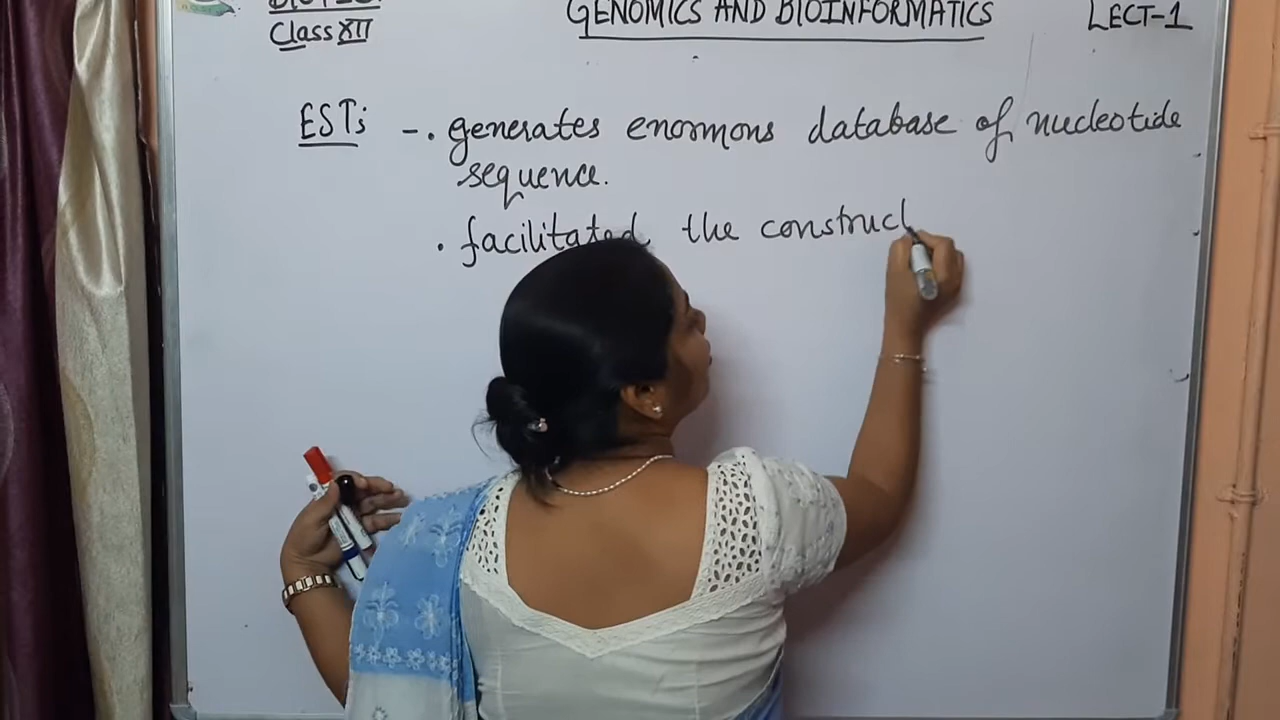 GENOMICS AND BIOINFORMATICS
LECT-1
Class XII
ESTs -. generates enormous database of nucleotide
sequence.
. facilitated the construct